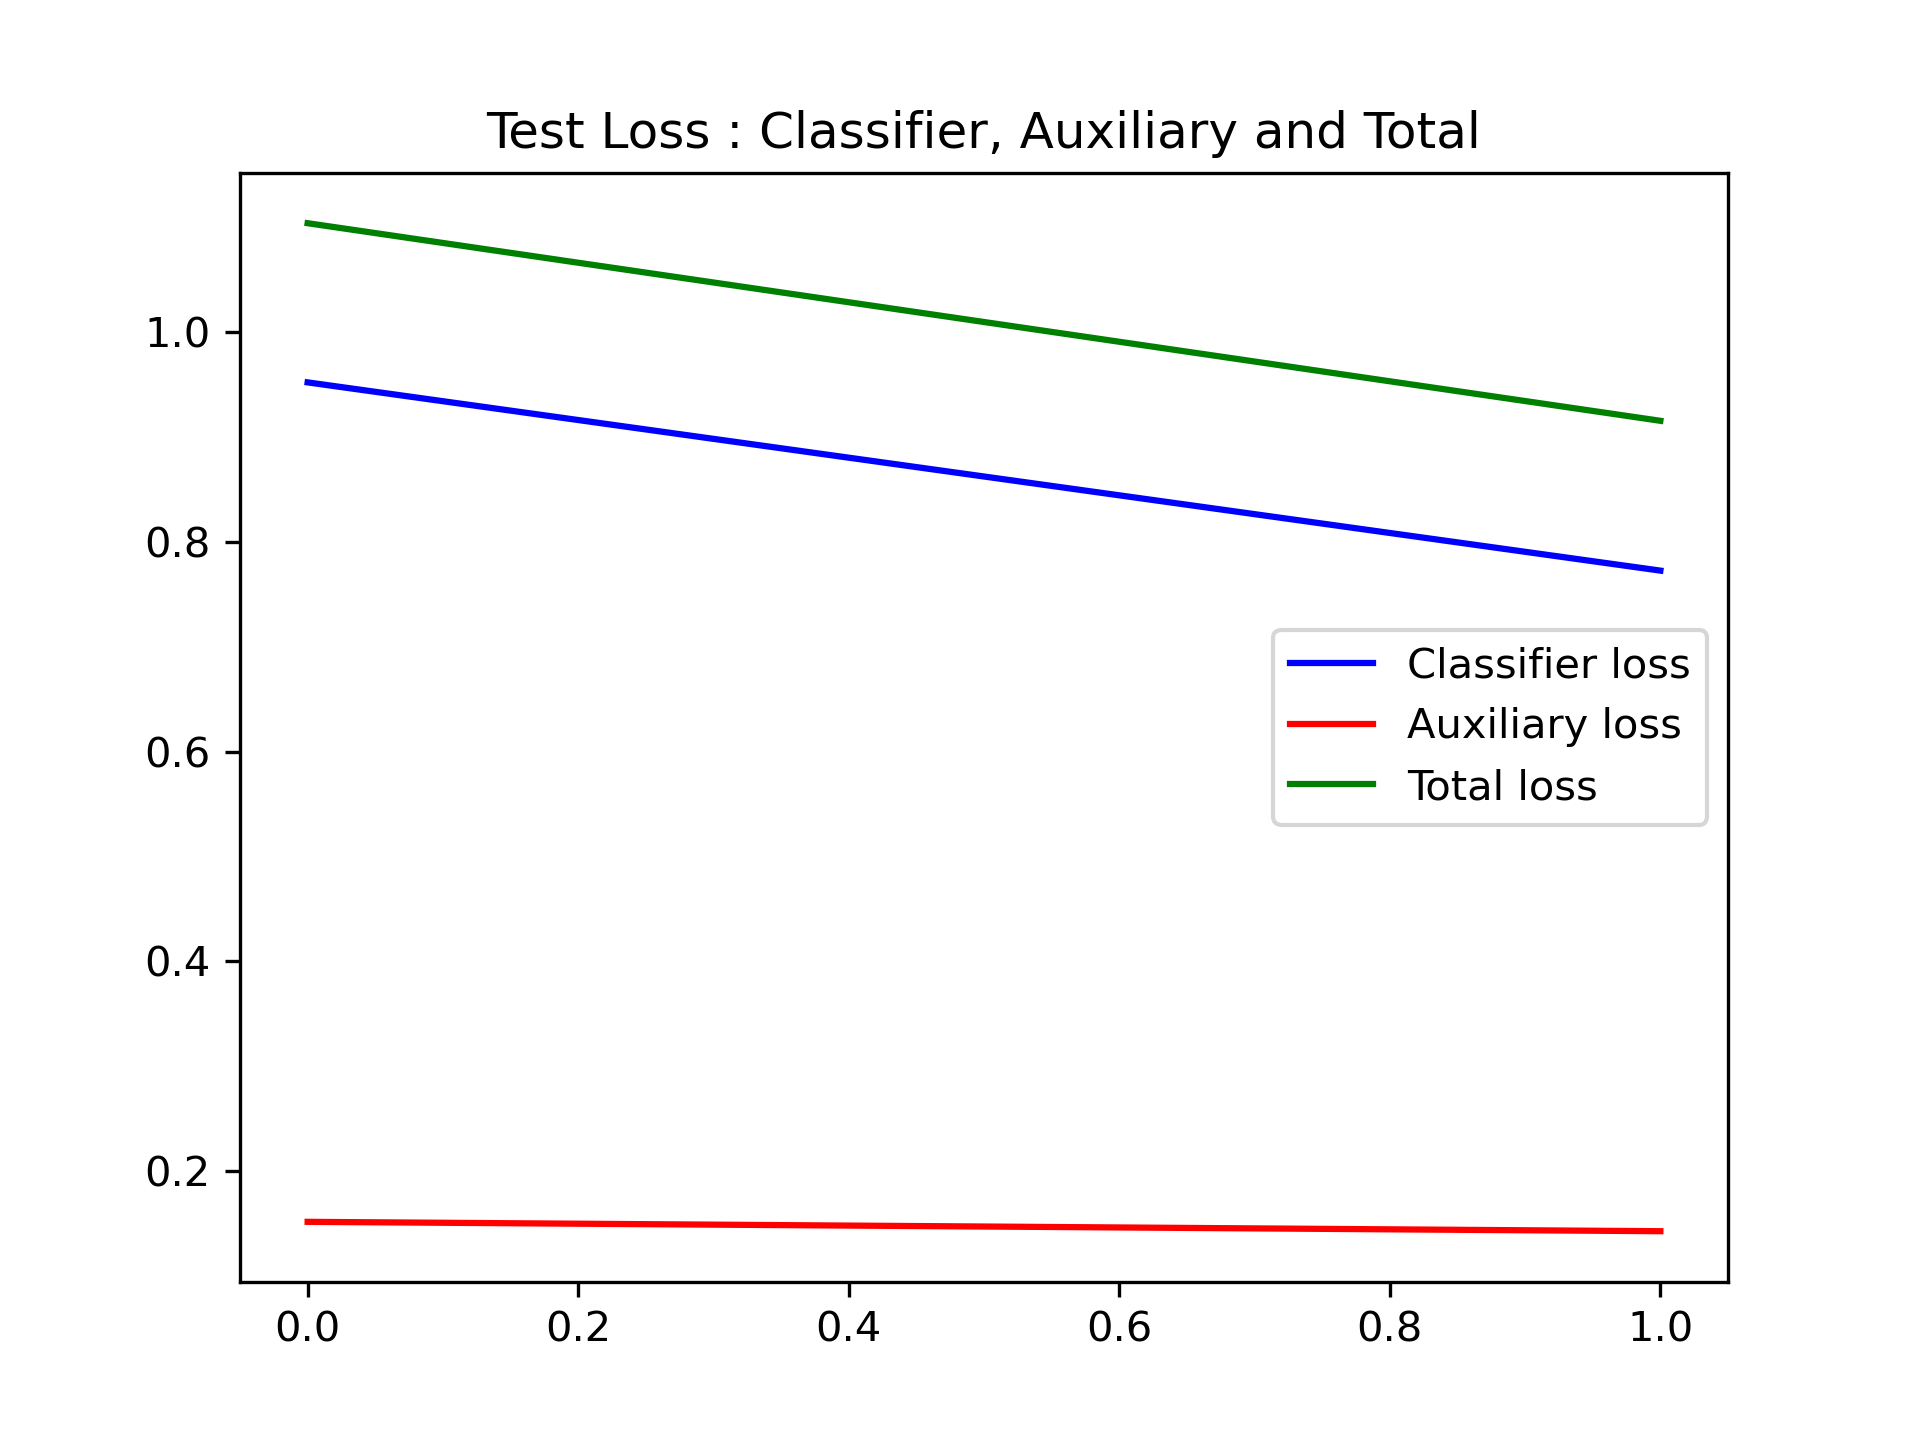 Test Loss : Classifier, Auxiliary and Total
1.0
0.8
0.6
0.4
0.2
Classifier loss
Auxiliary loss
Total loss
0.0 0.2 0.4 0.6 0.8 1.0